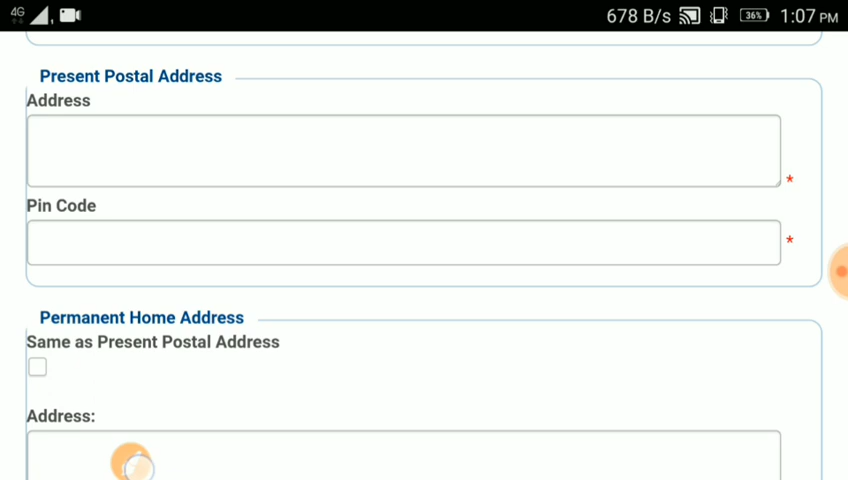 4G 678 B/s 36% 1:07 PM
Present Postal Address
Address
*
Pin Code
*
Permanent Home Address
Same as Present Postal Address
Address: